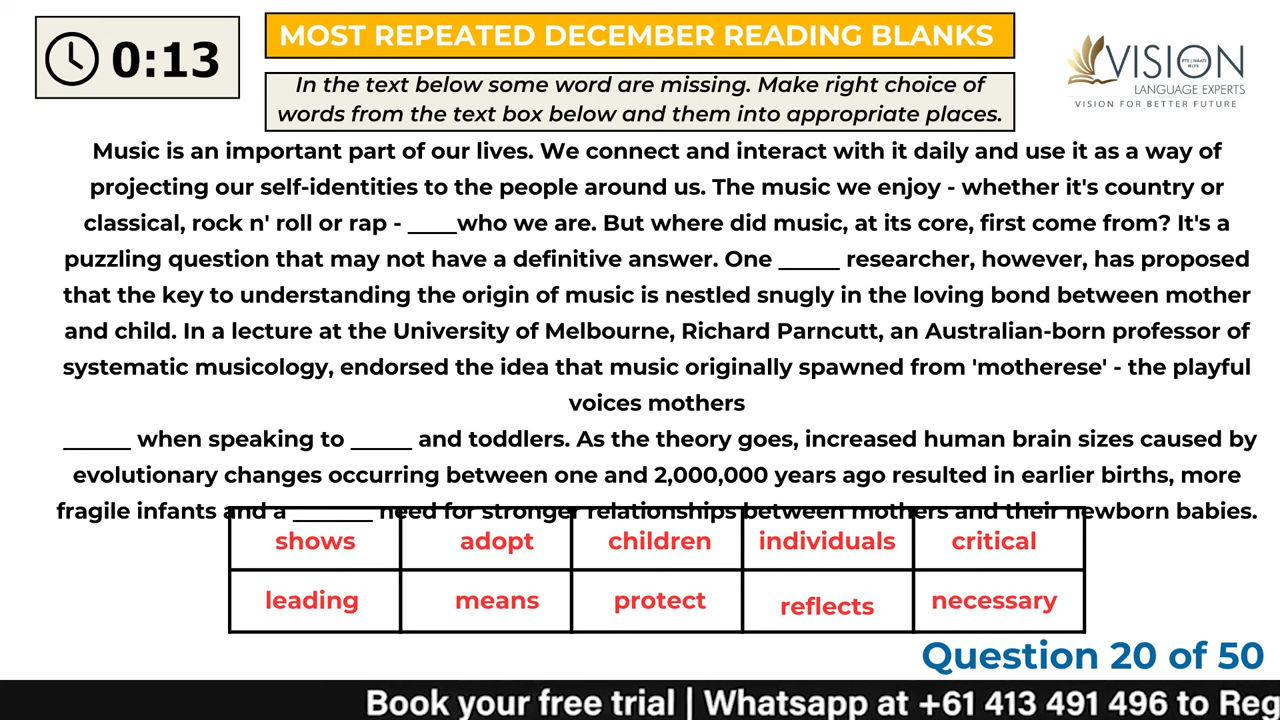 0:13
MOST REPEATED DECEMBER READING BLANKS
In the text below some word are missing. Make right choice of
words from the text box below and them into appropriate places.
VISION
PTE | NAATI
IELTS
LANGUAGE EXPERTS
VISION FOR BETTER FUTURE
Music is an important part of our lives. We connect and interact with it daily and use it as a way of
projecting our self-identities to the people around us. The music we enjoy - whether it's country or
classical, rock n' roll or rap - ____who we are. But where did music, at its core, first come from? It's a
puzzling question that may not have a definitive answer. One _____ researcher, however, has proposed
that the key to understanding the origin of music is nestled snugly in the loving bond between mother
and child. In a lecture at the University of Melbourne, Richard Parncutt, an Australian-born professor of
systematic musicology, endorsed the idea that music originally spawned from 'motherese' - the playful
voices mothers
______ when speaking to _____ and toddlers. As the theory goes, increased human brain sizes caused by
evolutionary changes occurring between one and 2,000,000 years ago resulted in earlier births, more
fragile infants and a _______ need for stronger relationships between mothers and their newborn babies.
shows adopt children individuals critical
leading means protect reflects necessary
Question 20 of 50
Book your free trial | Whatsapp at +61 413 491 496 to Reg